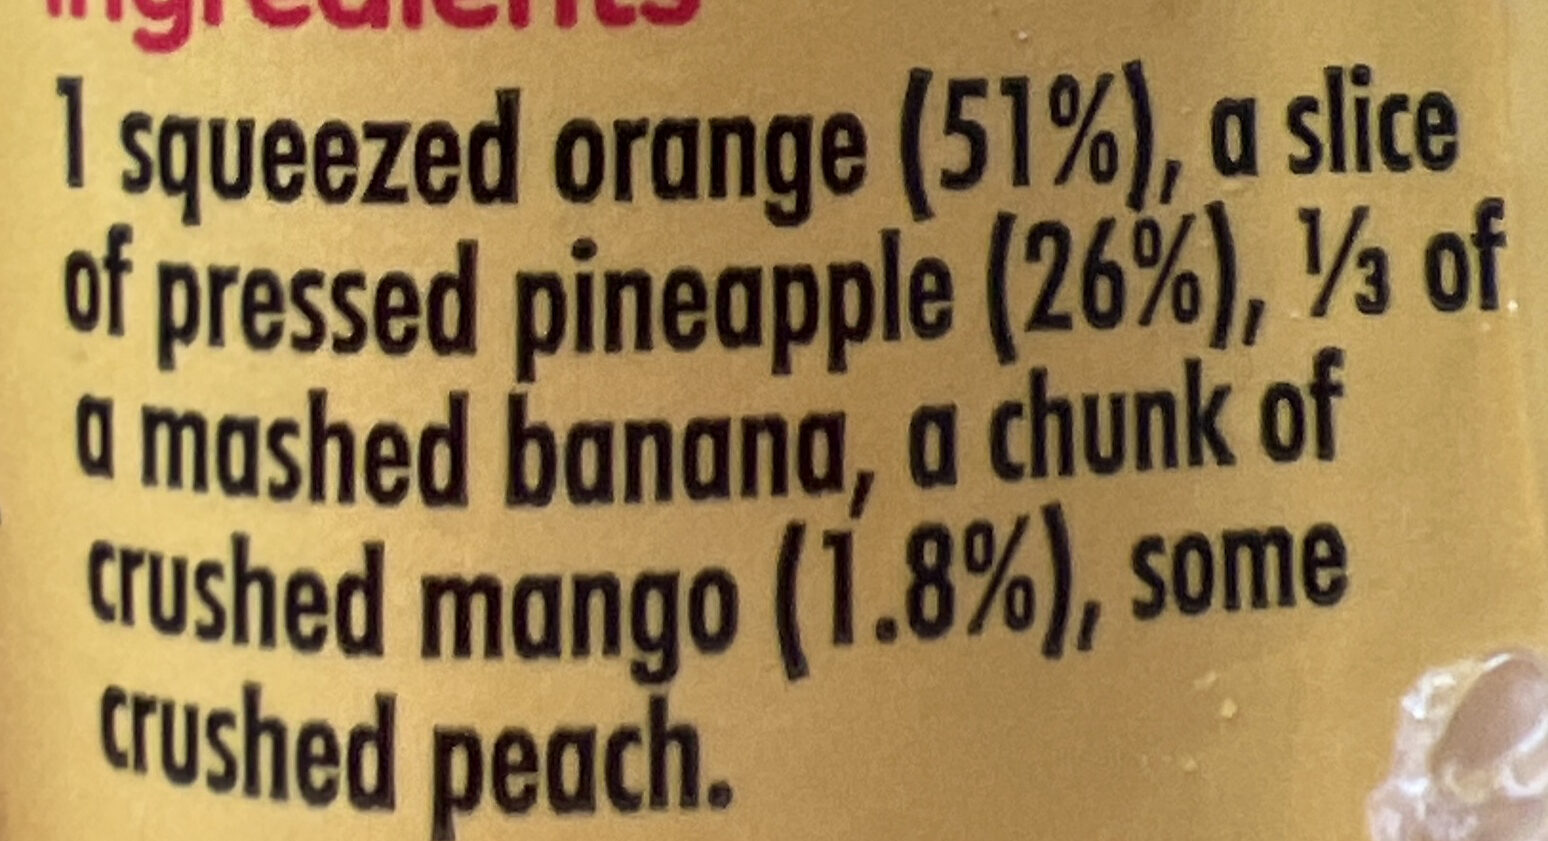 ingredients
1 squeezed orange (51%), a slice
of pressed pineapple (26%), ⅓ of
a mashed banana, a chunk of
crushed mango (1.8%), some
crushed peach.